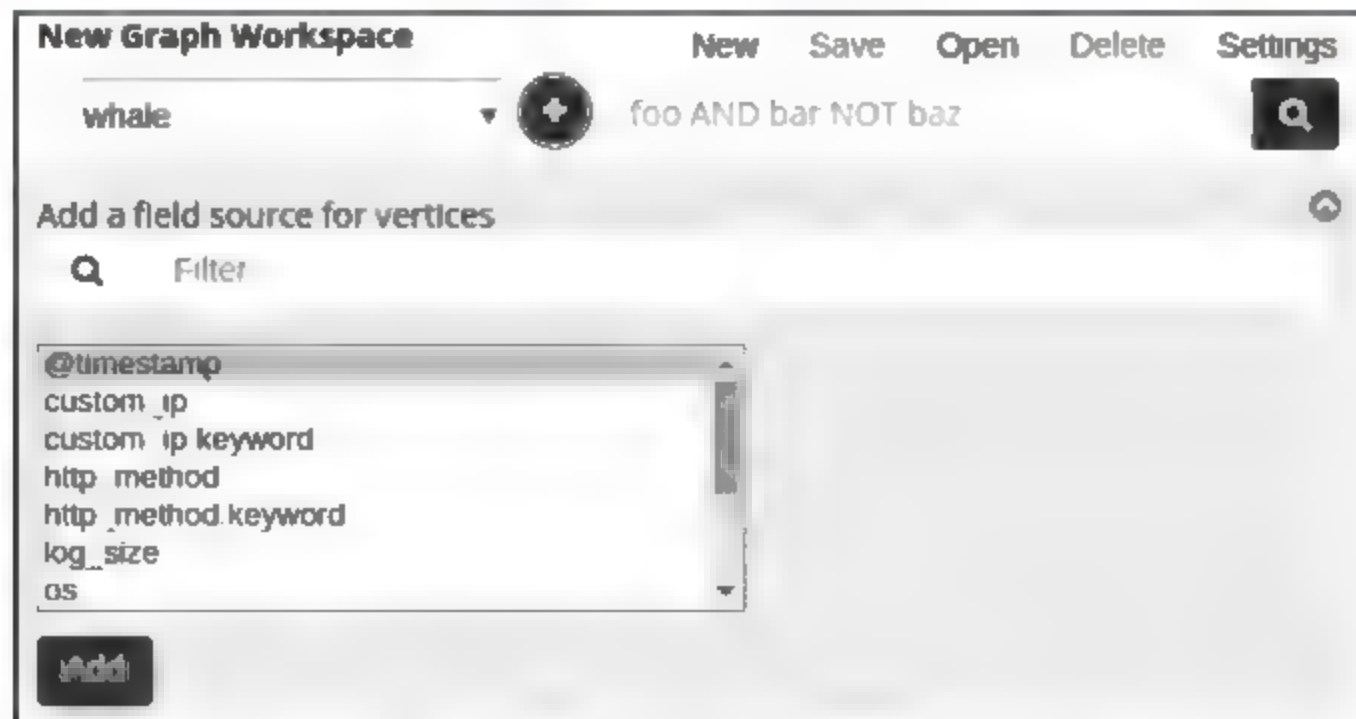 New Graph Workspace
New Save Open Delete Settings
whale
foo AND bar NOT baz
Add a field source for vertices
Filter
@timestamp
custom_ip
custom_ip.keyword
http_method
http_method.keyword
log_size
os
Add